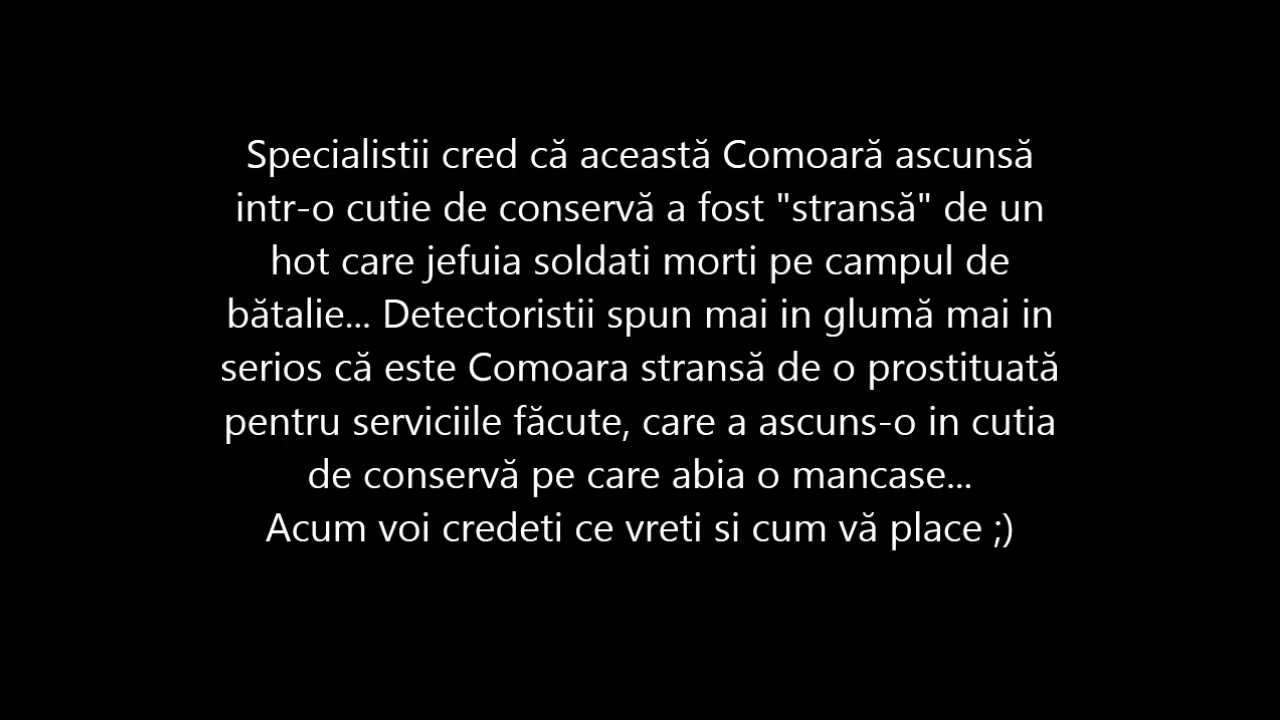 Specialistii cred că această Comoară ascunsă
intr-o cutie de conservă a fost "stransă" de un
hot care jefuia soldati morti pe campul de
bătalie... Detectoristii spun mai in glumă mai in
serios că este Comoara stransă de o prostituată
pentru serviciile făcute, care a ascuns-o in cutia
de conservă pe care abia o mancase...
Acum voi credeti ce vreti si cum vă place ;)